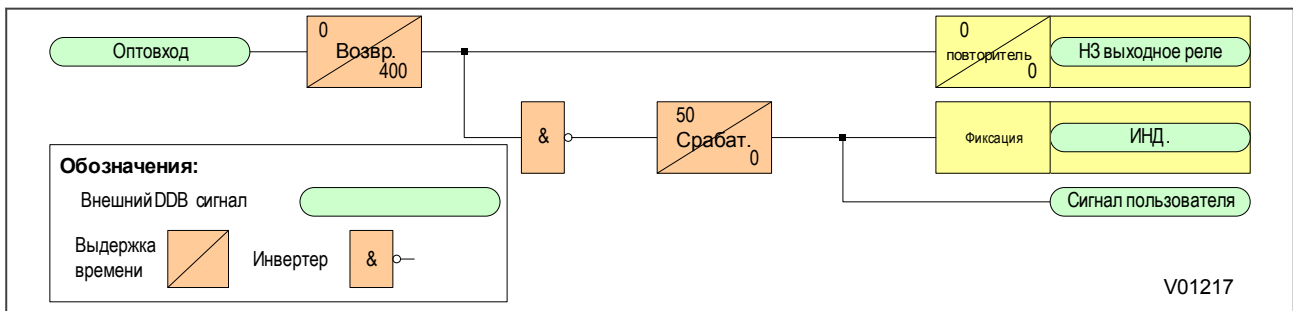 Оптовход
0
Возвр.
400
0
повторитель
0
НЗ выходное реле
&
50
Срабат.
0
Фиксация
ИНД.
Сигнал пользователя
Обозначения:
Внешний DDB сигнал
Выдержка
времени
Инвертер
&
V01217